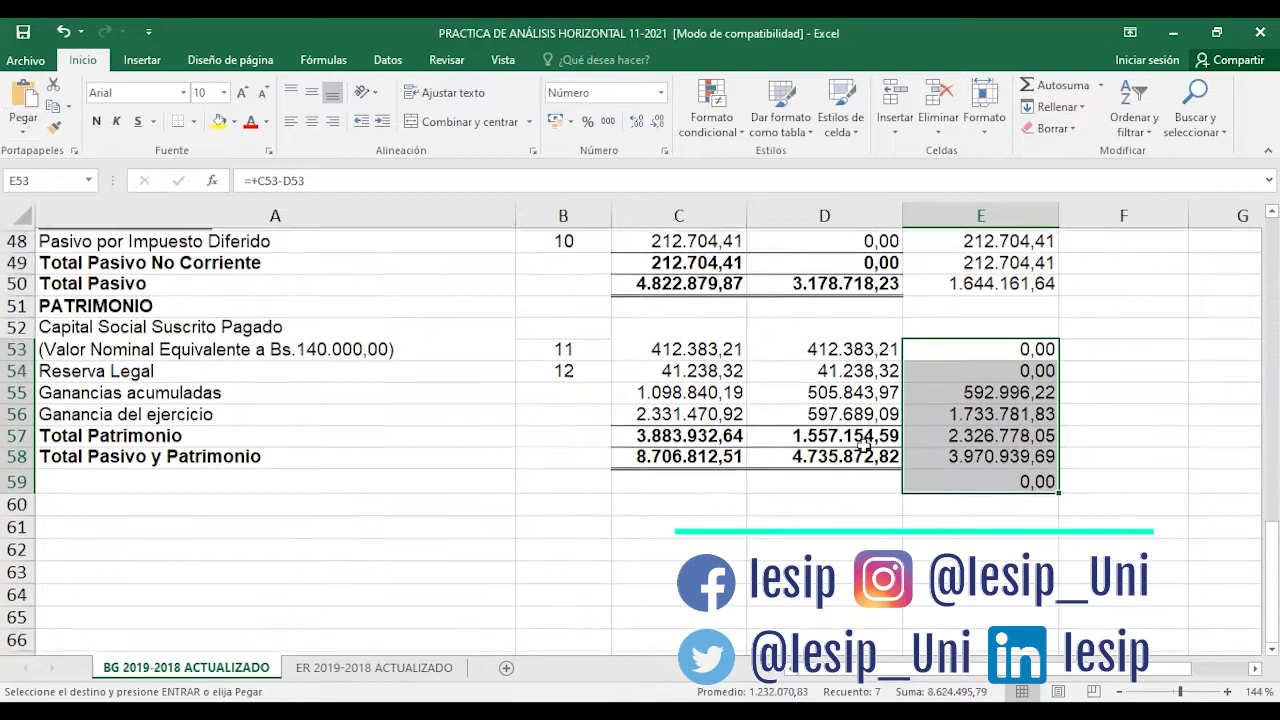 PRACTICA DE ANÁLISIS HORIZONTAL 11-2021 [Modo de compatibilidad] - Excel
Archivo Inicio Insertar Diseño de página Fórmulas Datos Revisar Vista ¿Qué desea hacer? Iniciar sesión Compartir
Pegar
Arial 10
N K S
Ajustar texto
Combinar y centrar
Número
% 000
Formato condicional
Dar formato como tabla
Estilos de celda
Insertar Eliminar Formato
Autosuma
Rellenar
Borrar
Ordenar y filtrar
Buscar y seleccionar
Portapapeles Fuente Alineación Número Estilos Celdas Modificar
E53 fx =+C53-D53
A B C D E F G
48 Pasivo por Impuesto Diferido 10 212.704,41 0,00 212.704,41
49 Total Pasivo No Corriente 212.704,41 0,00 212.704,41
50 Total Pasivo 4.822.879,87 3.178.718,23 1.644.161,64
51 PATRIMONIO
52 Capital Social Suscrito Pagado
53 (Valor Nominal Equivalente a Bs.140.000,00) 11 412.383,21 412.383,21 0,00
54 Reserva Legal 12 41.238,32 41.238,32 0,00
55 Ganancias acumuladas 1.098.840,19 505.843,97 592.996,22
56 Ganancia del ejercicio 2.331.470,92 597.689,09 1.733.781,83
57 Total Patrimonio 3.883.932,64 1.557.154,59 2.326.778,05
58 Total Pasivo y Patrimonio 8.706.812,51 4.735.872,82 3.970.939,69
59 0,00
60
61
62
63
64
65
66
Iesip @Iesip_Uni
@Iesip_Uni Iesip
BG 2019-2018 ACTUALIZADO ER 2019-2018 ACTUALIZADO
Seleccione el destino y presione ENTRAR o elija Pegar Promedio: 1.232.070,83 Recuento: 7 Suma: 8.624.495,79 144 %